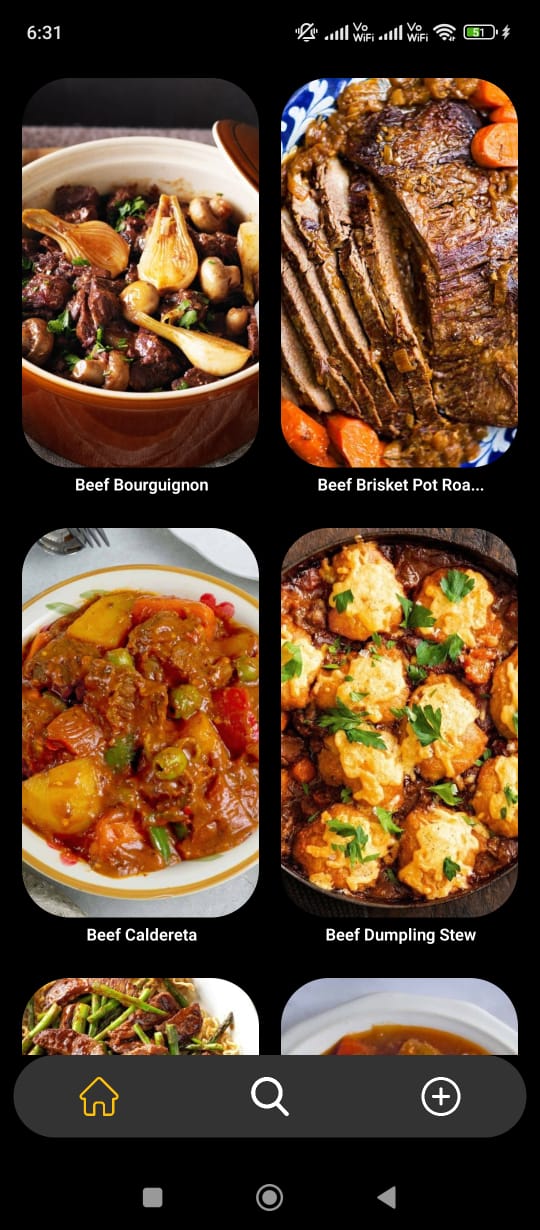 6:31
Vo
WiFi
Vo
WiFi
51
Beef Bourguignon
Beef Brisket Pot Roa...
Beef Caldereta
Beef Dumpling Stew